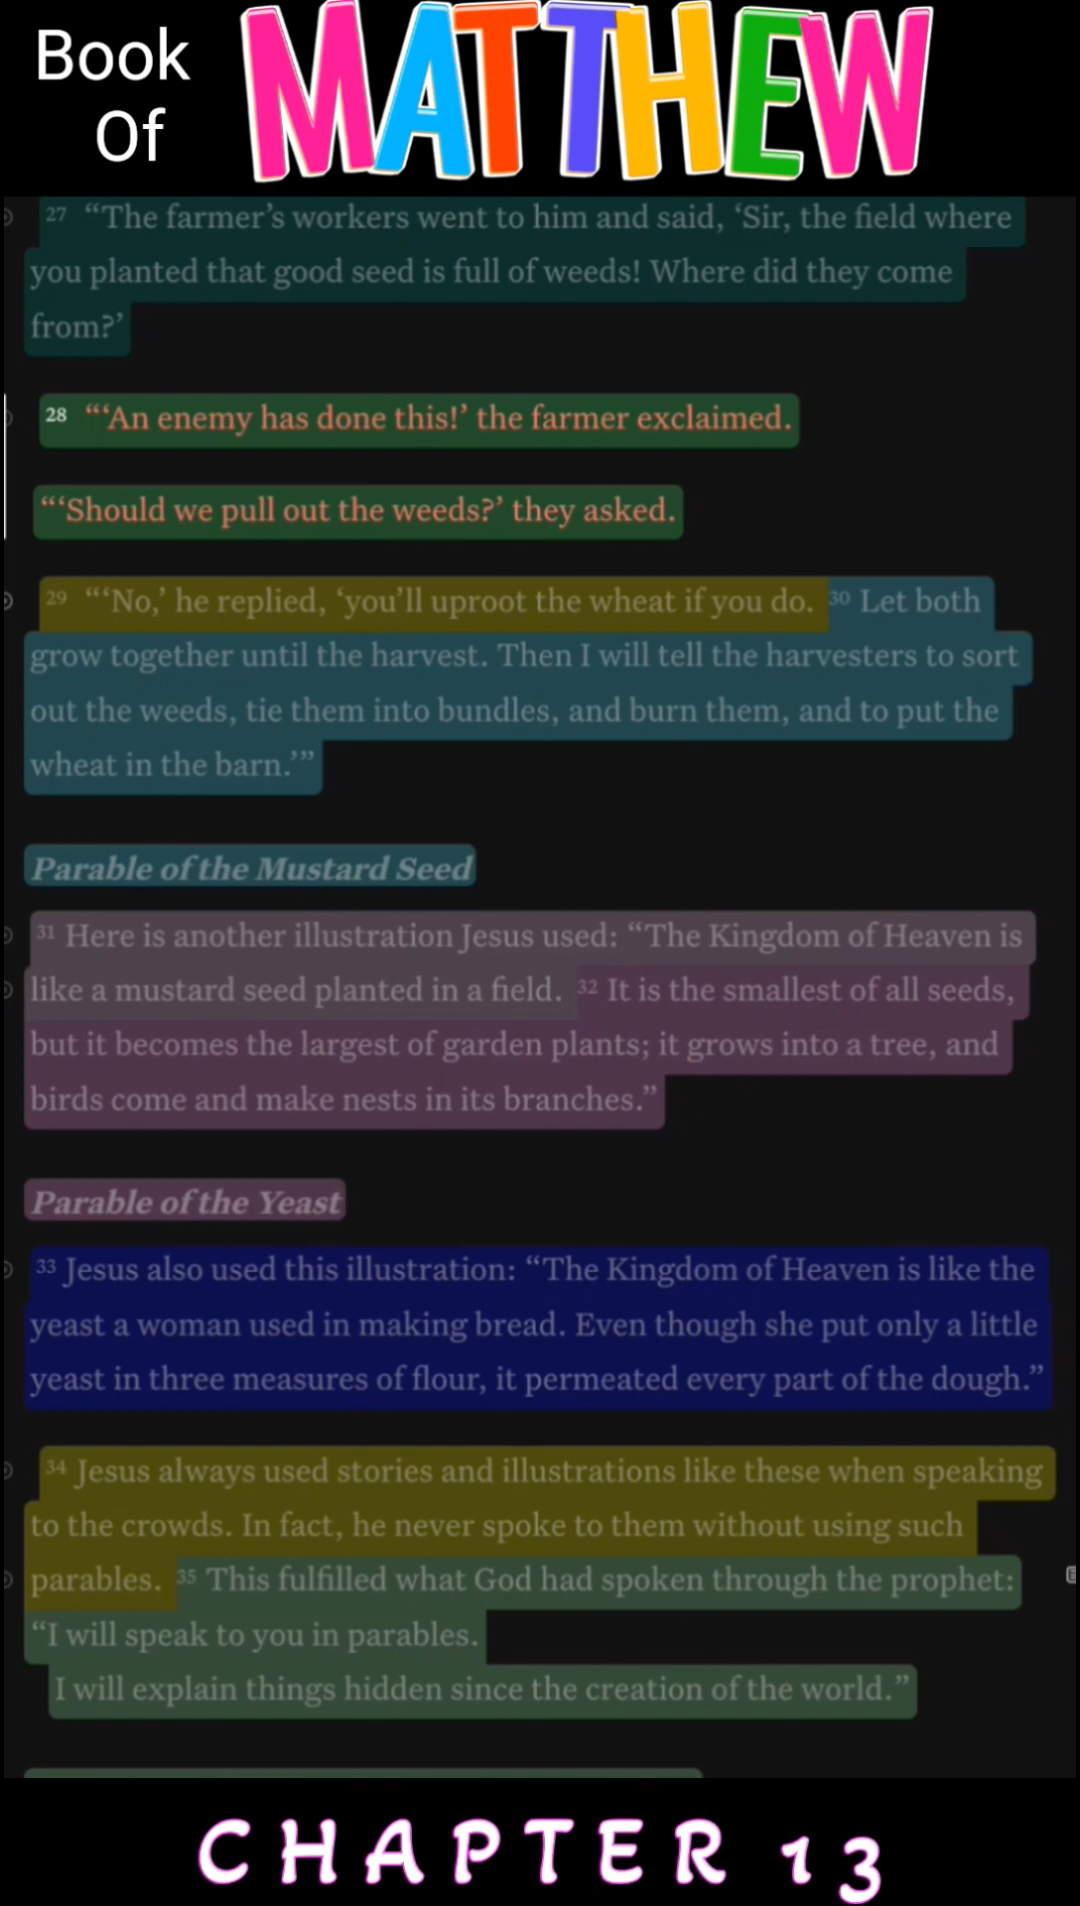 Book
Of
MATTHEW
27 “The farmer’s workers went to him and said, ‘Sir, the field where
you planted that good seed is full of weeds! Where did they come
from?’
28 “‘An enemy has done this!’ the farmer exclaimed.
“‘Should we pull out the weeds?’ they asked.
29 “‘No,’ he replied, ‘you’ll uproot the wheat if you do. 30 Let both
grow together until the harvest. Then I will tell the harvesters to sort
out the weeds, tie them into bundles, and burn them, and to put the
wheat in the barn.’”
Parable of the Mustard Seed
31 Here is another illustration Jesus used: “The Kingdom of Heaven is
like a mustard seed planted in a field. 32 It is the smallest of all seeds,
but it becomes the largest of garden plants; it grows into a tree, and
birds come and make nests in its branches.”
Parable of the Yeast
33 Jesus also used this illustration: “The Kingdom of Heaven is like the
yeast a woman used in making bread. Even though she put only a little
yeast in three measures of flour, it permeated every part of the dough.”
34 Jesus always used stories and illustrations like these when speaking
to the crowds. In fact, he never spoke to them without using such
parables. 35 This fulfilled what God had spoken through the prophet:
“I will speak to you in parables.
I will explain things hidden since the creation of the world.”
CHAPTER 13